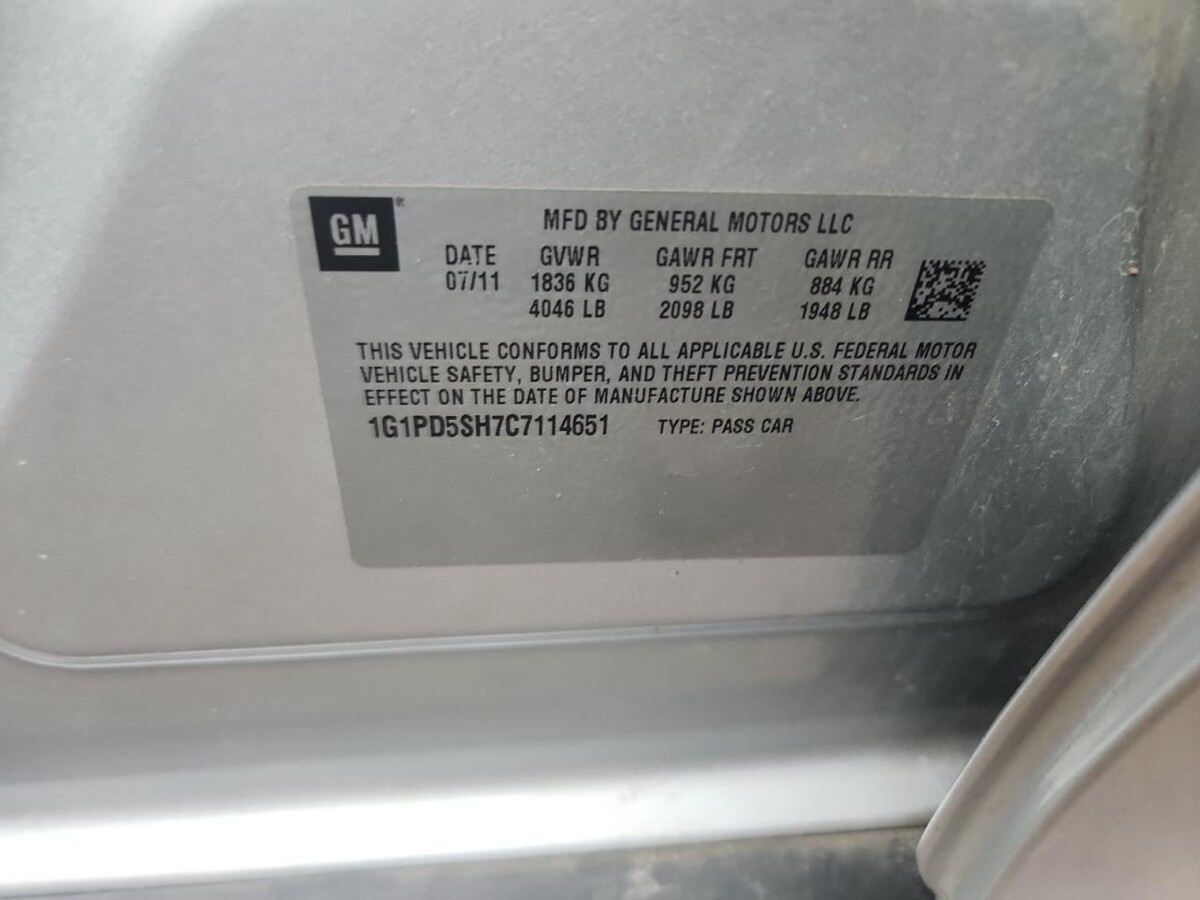 GM®
MFD BY GENERAL MOTORS LLC
DATE GVWR GAWR FRT GAWR RR
07/11 1836 KG 952 KG 884 KG
4046 LB 2098 LB 1948 LB
THIS VEHICLE CONFORMS TO ALL APPLICABLE U.S. FEDERAL MOTOR
VEHICLE SAFETY, BUMPER, AND THEFT PREVENTION STANDARDS IN
EFFECT ON THE DATE OF MANUFACTURE SHOWN ABOVE.
1G1PD5SH7C7114651 TYPE: PASS CAR